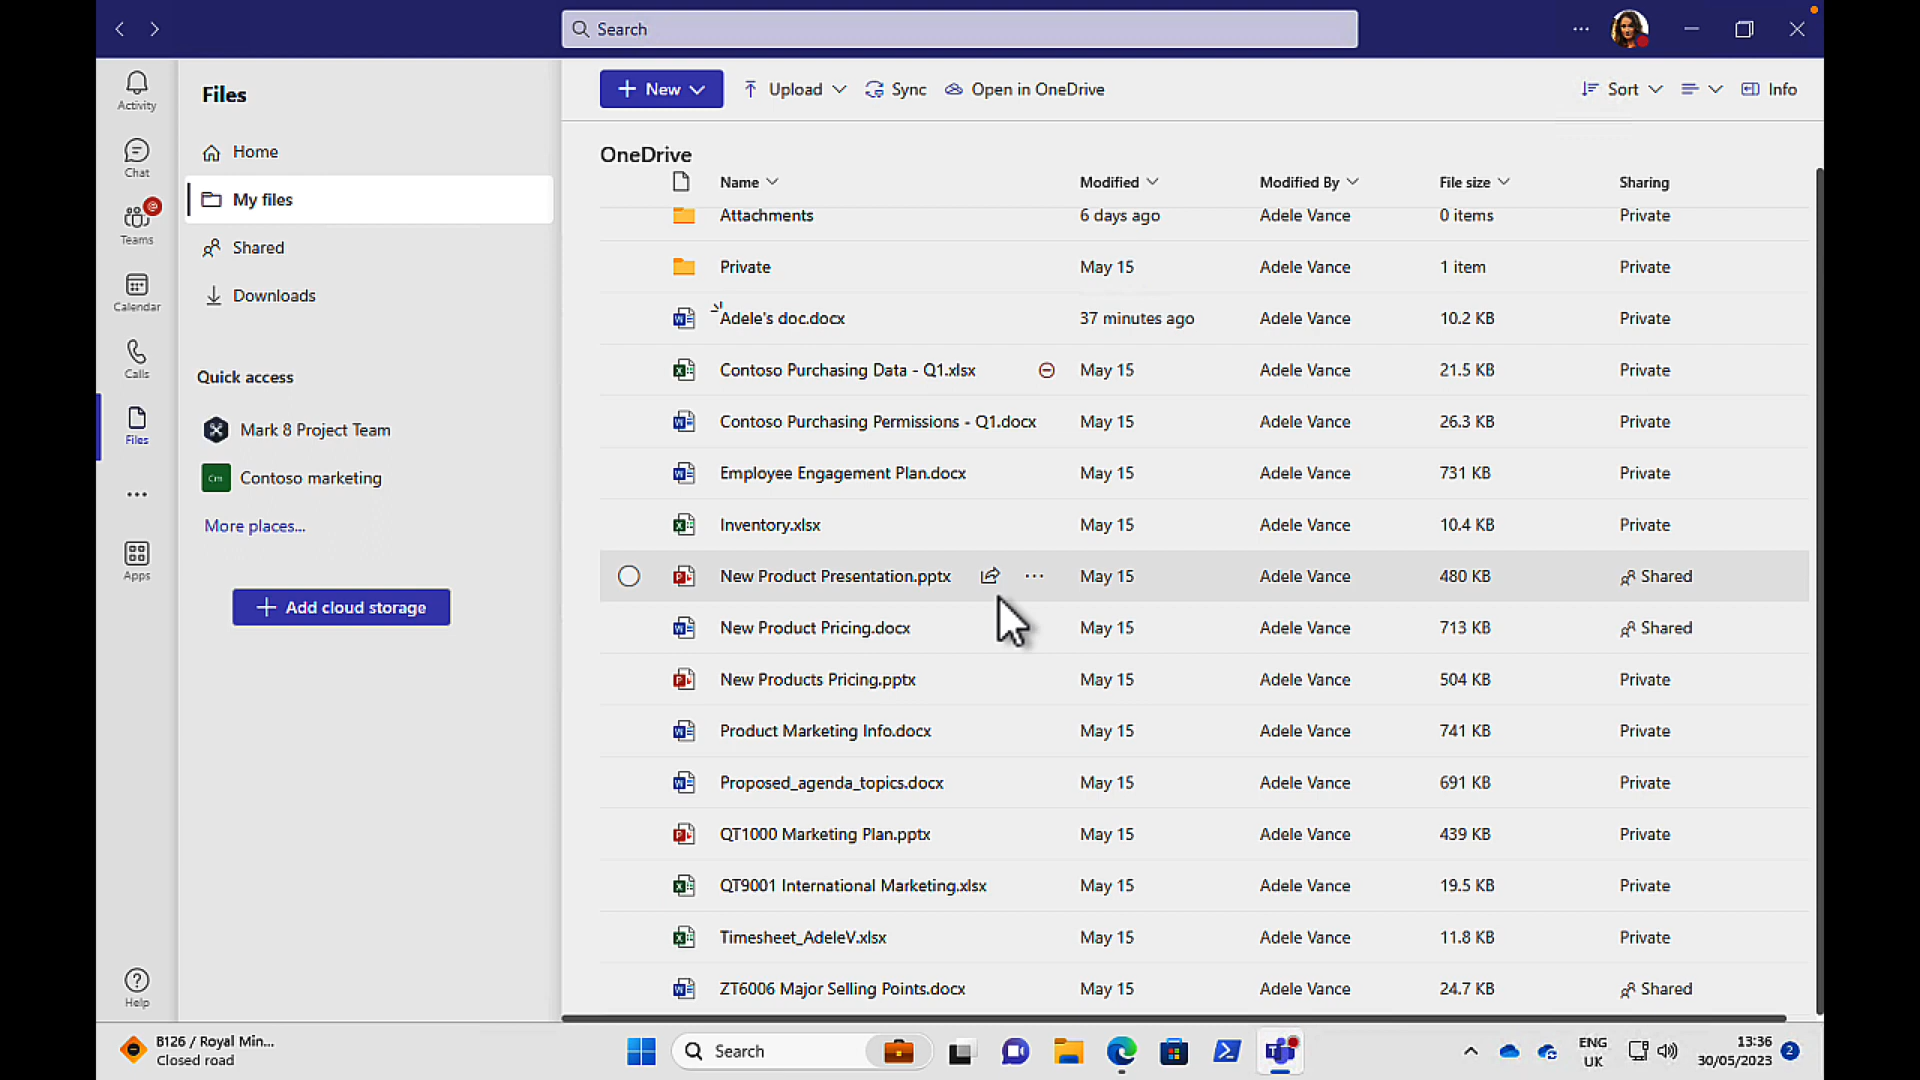 Search
Activity
Chat
Teams
Calendar
Calls
Files
Apps
Help
Files
Home
My files
Shared
Downloads
Quick access
Mark 8 Project Team
Cm Contoso marketing
More places...
Add cloud storage
New Upload Sync Open in OneDrive Sort Info
OneDrive
Name Modified Modified By File size Sharing
Attachments 6 days ago Adele Vance 0 items Private
Private May 15 Adele Vance 1 item Private
Adele's doc.docx 37 minutes ago Adele Vance 10.2 KB Private
Contoso Purchasing Data - Q1.xlsx May 15 Adele Vance 21.5 KB Private
Contoso Purchasing Permissions - Q1.docx May 15 Adele Vance 26.3 KB Private
Employee Engagement Plan.docx May 15 Adele Vance 731 KB Private
Inventory.xlsx May 15 Adele Vance 10.4 KB Private
New Product Presentation.pptx May 15 Adele Vance 480 KB Shared
New Product Pricing.docx May 15 Adele Vance 713 KB Shared
New Products Pricing.pptx May 15 Adele Vance 504 KB Private
Product Marketing Info.docx May 15 Adele Vance 741 KB Private
Proposed_agenda_topics.docx May 15 Adele Vance 691 KB Private
QT1000 Marketing Plan.pptx May 15 Adele Vance 439 KB Private
QT9001 International Marketing.xlsx May 15 Adele Vance 19.5 KB Private
Timesheet_AdeleV.xlsx May 15 Adele Vance 11.8 KB Private
ZT6006 Major Selling Points.docx May 15 Adele Vance 24.7 KB Shared
B126 / Royal Min...
Closed road
Search
ENG
UK
13:36
30/05/2023
2